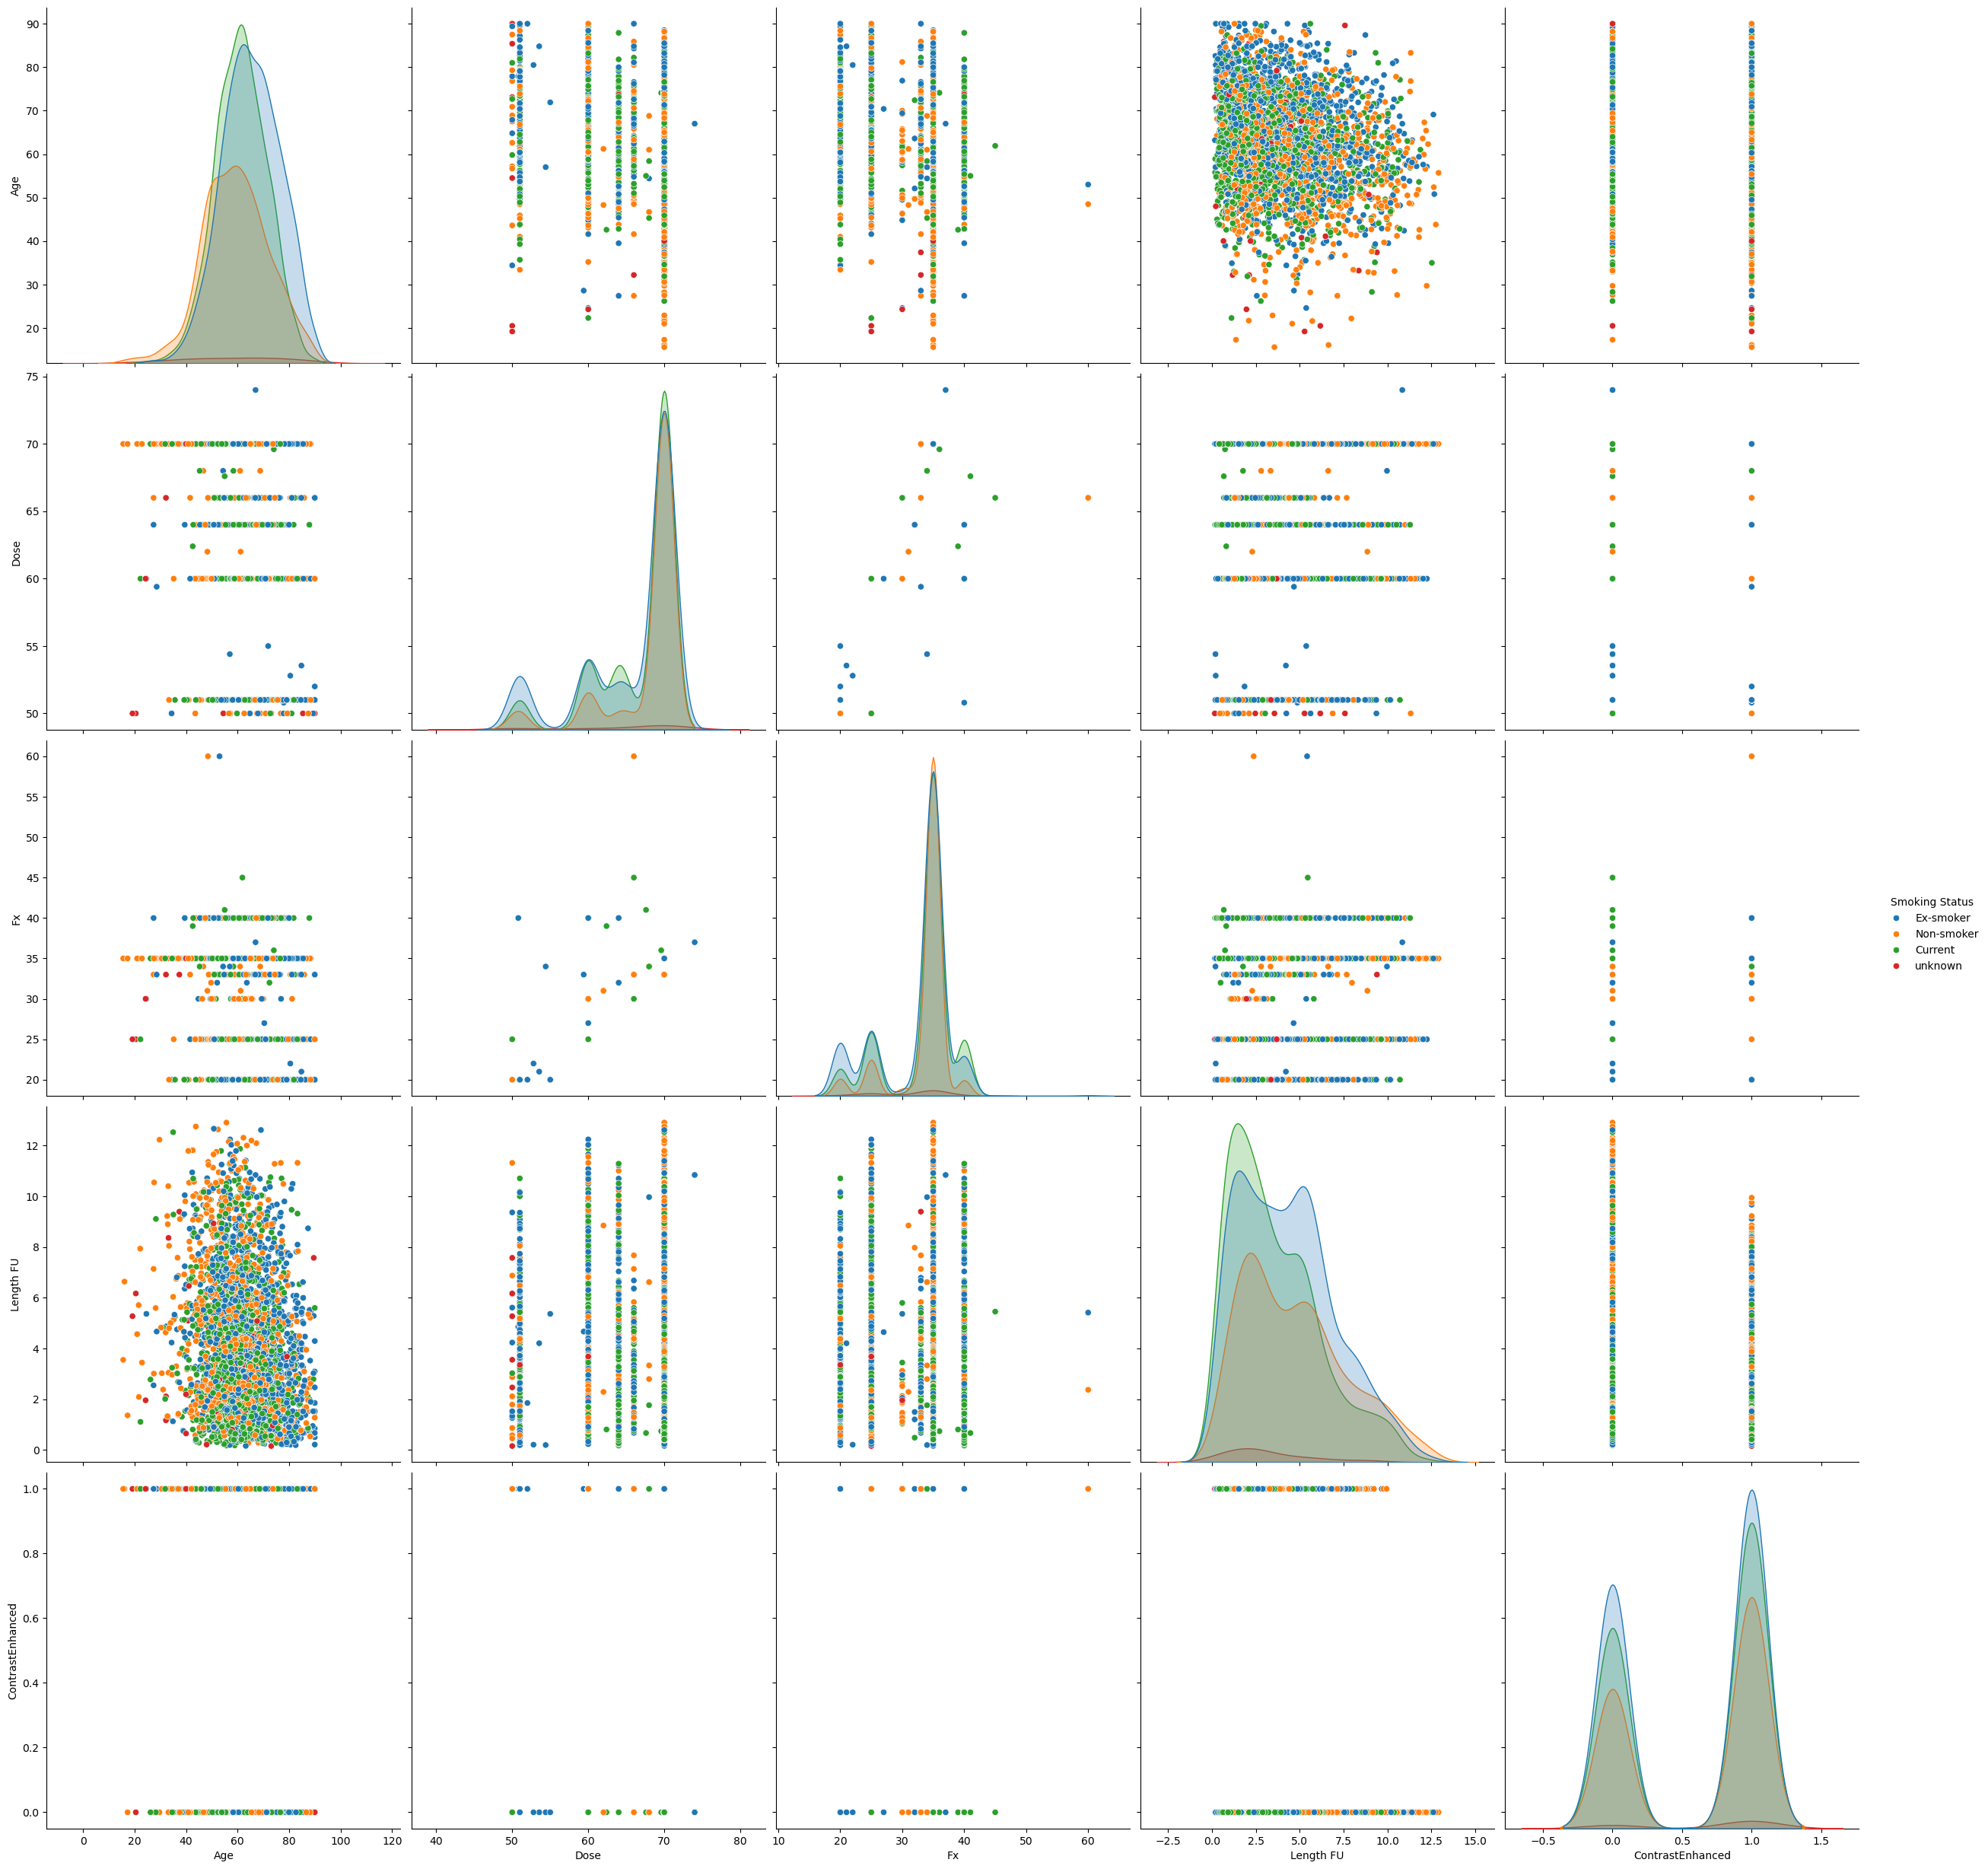 90
80
70
60
50
40
30
20
Age
75
70
65
60
55
50
Dose
60
55
50
45
40
35
30
25
20
Fx
Smoking Status
Ex-smoker
Non-smoker
Current
unknown
12
10
8
6
4
2
0
Length FU
1.0
0.8
0.6
0.4
0.2
0.0
ContrastEnhanced
0 20 40 60 80 100 120
Age
40 50 60 70 80
Dose
10 20 30 40 50 60
Fx
−2.5 0.0 2.5 5.0 7.5 10.0 12.5 15.0
Length FU
−0.5 0.0 0.5 1.0 1.5
ContrastEnhanced